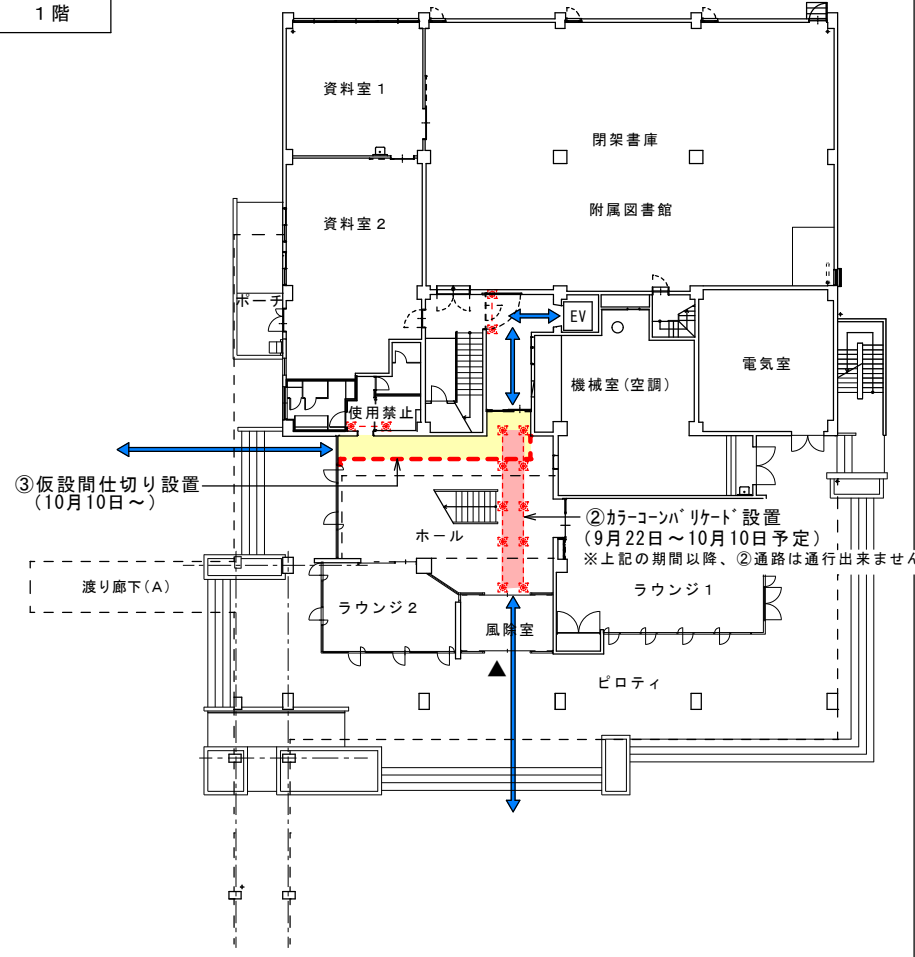 1階
資料室1
閉架書庫
附属図書館
資料室2
ポーチ
EV
機械室(空調)
電気室
使用禁止
③仮設間仕切り設置
(10月10日～)
②ｶﾗｰｺｰﾝﾊﾞﾘｹｰﾄﾞ設置
(9月22日～10月10日予定)
※上記の期間以降、②通路は通行出来ません
ホール
渡り廊下(A)
ラウンジ2
ラウンジ1
風除室
ピロティ